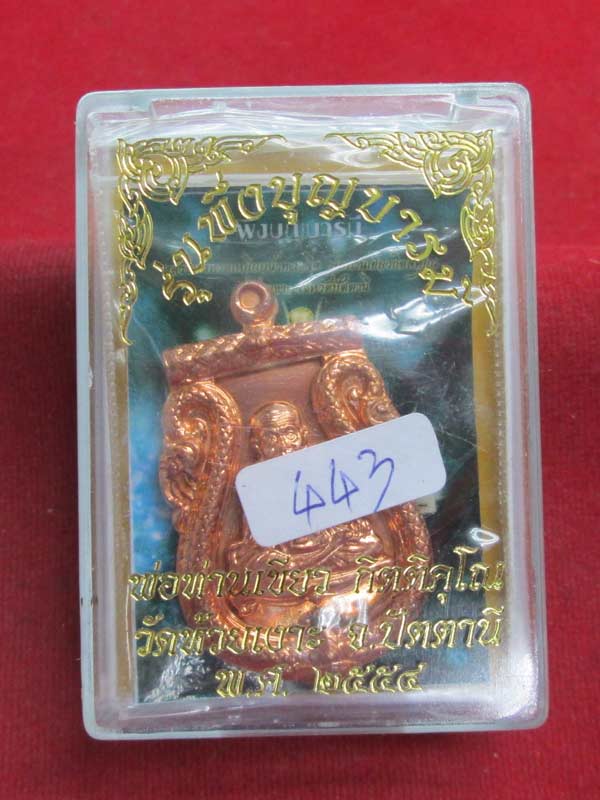 รุ่นพึ่งบุญบารมี
443
พ่อท่านเขียว กิตติคุโณ
วัดห้วยเงาะ จ.ปัตตานี
พ.ศ. ๒๕๕๔